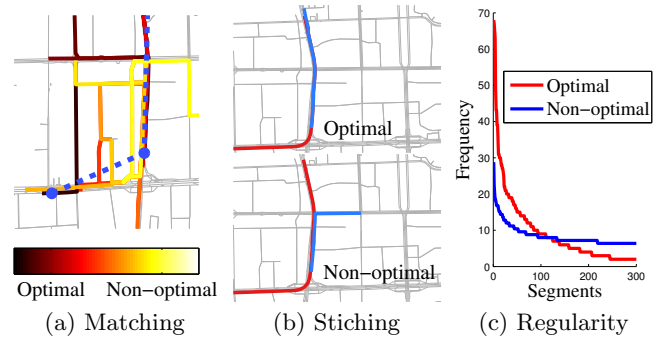 Optimal Non-optimal
(a) Matching
Optimal
Non-optimal
(b) Stiching
70
60
50
40
30
20
10
0
Frequency
Optimal
Non-optimal
0 100 200 300
Segments
(c) Regularity